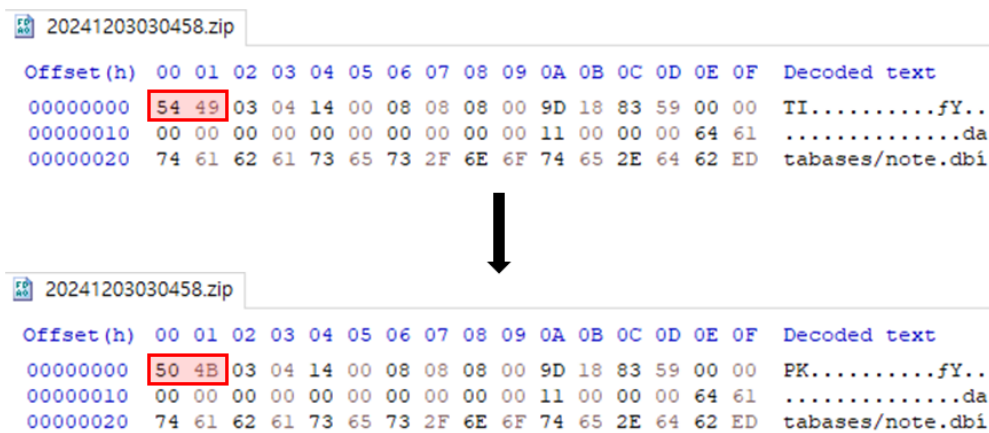 20241203030458.zip
Offset(h) 00 01 02 03 04 05 06 07 08 09 0A 0B 0C 0D 0E 0F Decoded text
00000000 54 49 03 04 14 00 08 08 08 00 9D 18 83 59 00 00 TI..........ƒY..
00000010 00 00 00 00 00 00 00 00 00 00 11 00 00 00 64 61 ..............da
00000020 74 61 62 61 73 65 73 2F 6E 6F 74 65 2E 64 62 ED tabases/note.dbí
20241203030458.zip
Offset(h) 00 01 02 03 04 05 06 07 08 09 0A 0B 0C 0D 0E 0F Decoded text
00000000 50 4B 03 04 14 00 08 08 08 00 9D 18 83 59 00 00 PK..........ƒY..
00000010 00 00 00 00 00 00 00 00 00 00 11 00 00 00 64 61 ..............da
00000020 74 61 62 61 73 65 73 2F 6E 6F 74 65 2E 64 62 ED tabases/note.dbí